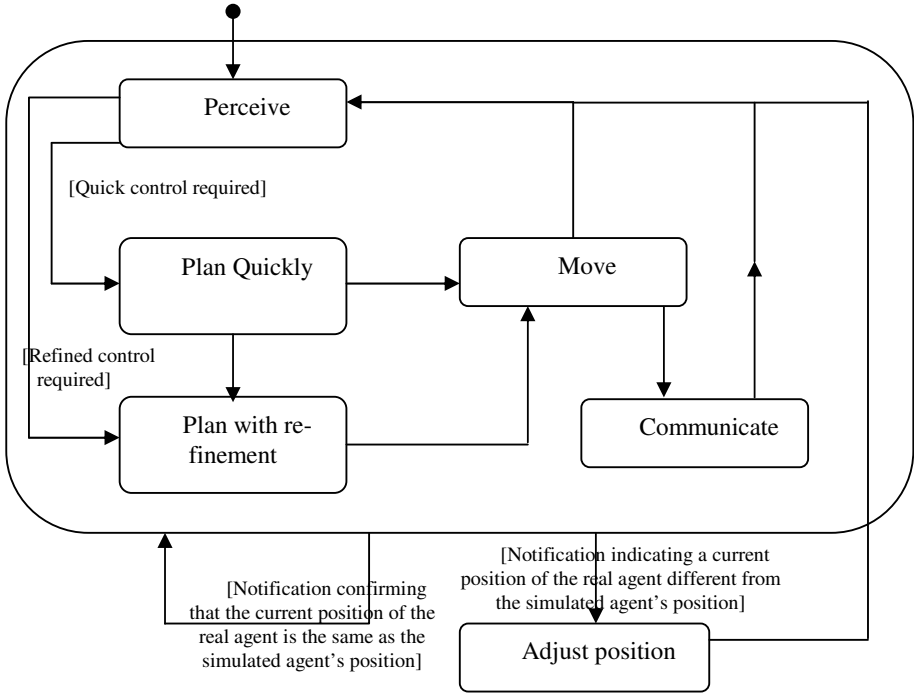 Perceive
[Quick control required]
Plan Quickly
Move
[Refined control
required]
Plan with re-
finement
Communicate
[Notification indicating a current
position of the real agent different from
the simulated agent's position]
[Notification confirming
that the current position of the
real agent is the same as the
simulated agent's position]
Adjust position